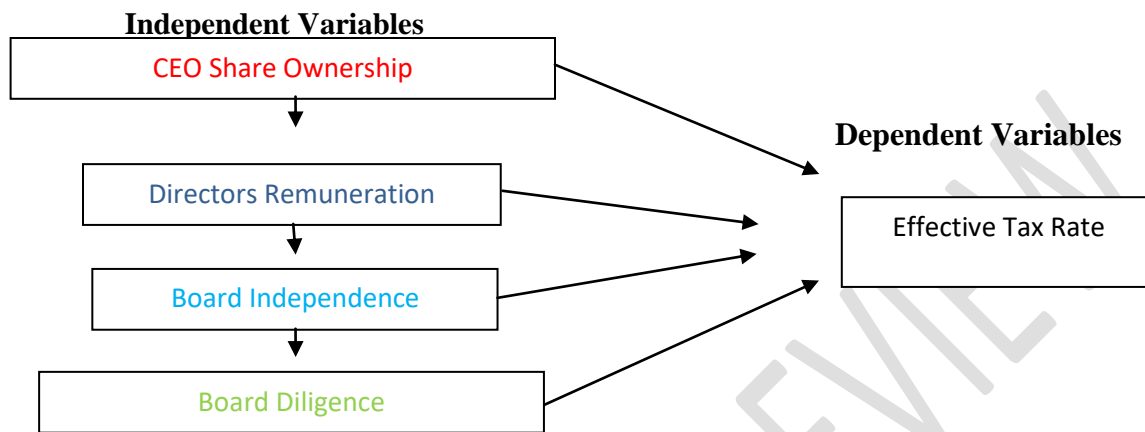 Independent Variables
CEO Share Ownership
Dependent Variables
Directors Remuneration
Effective Tax Rate
Board Independence
Board Diligence